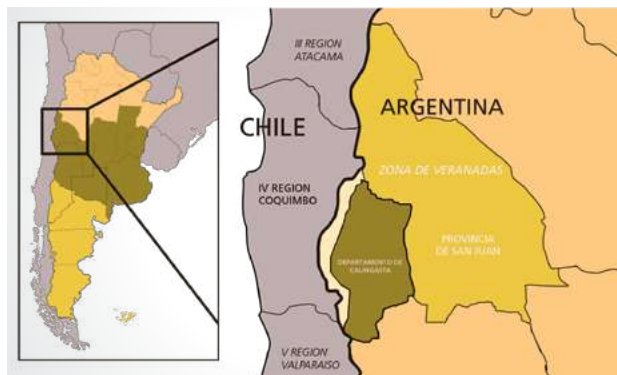 III REGION
ATACAMA
ARGENTINA
CHILE
ZONA DE VERANADAS
IV REGION
COQUIMBO
PROVINCIA
DE SAN JUAN
DEPARTAMENTO DE
CALINGASTA
V REGION
VALPARAISO